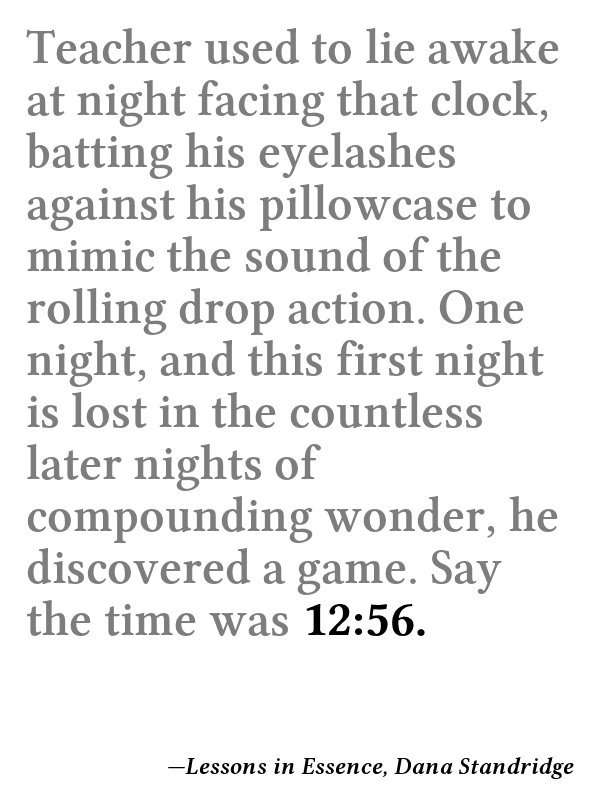 Teacher used to lie awake
at night facing that clock,
batting his eyelashes
against his pillowcase to
mimic the sound of the
rolling drop action. One
night, and this first night
is lost in the countless
later nights of
compounding wonder, he
discovered a game. Say
the time was 12:56.
—Lessons in Essence, Dana Standridge